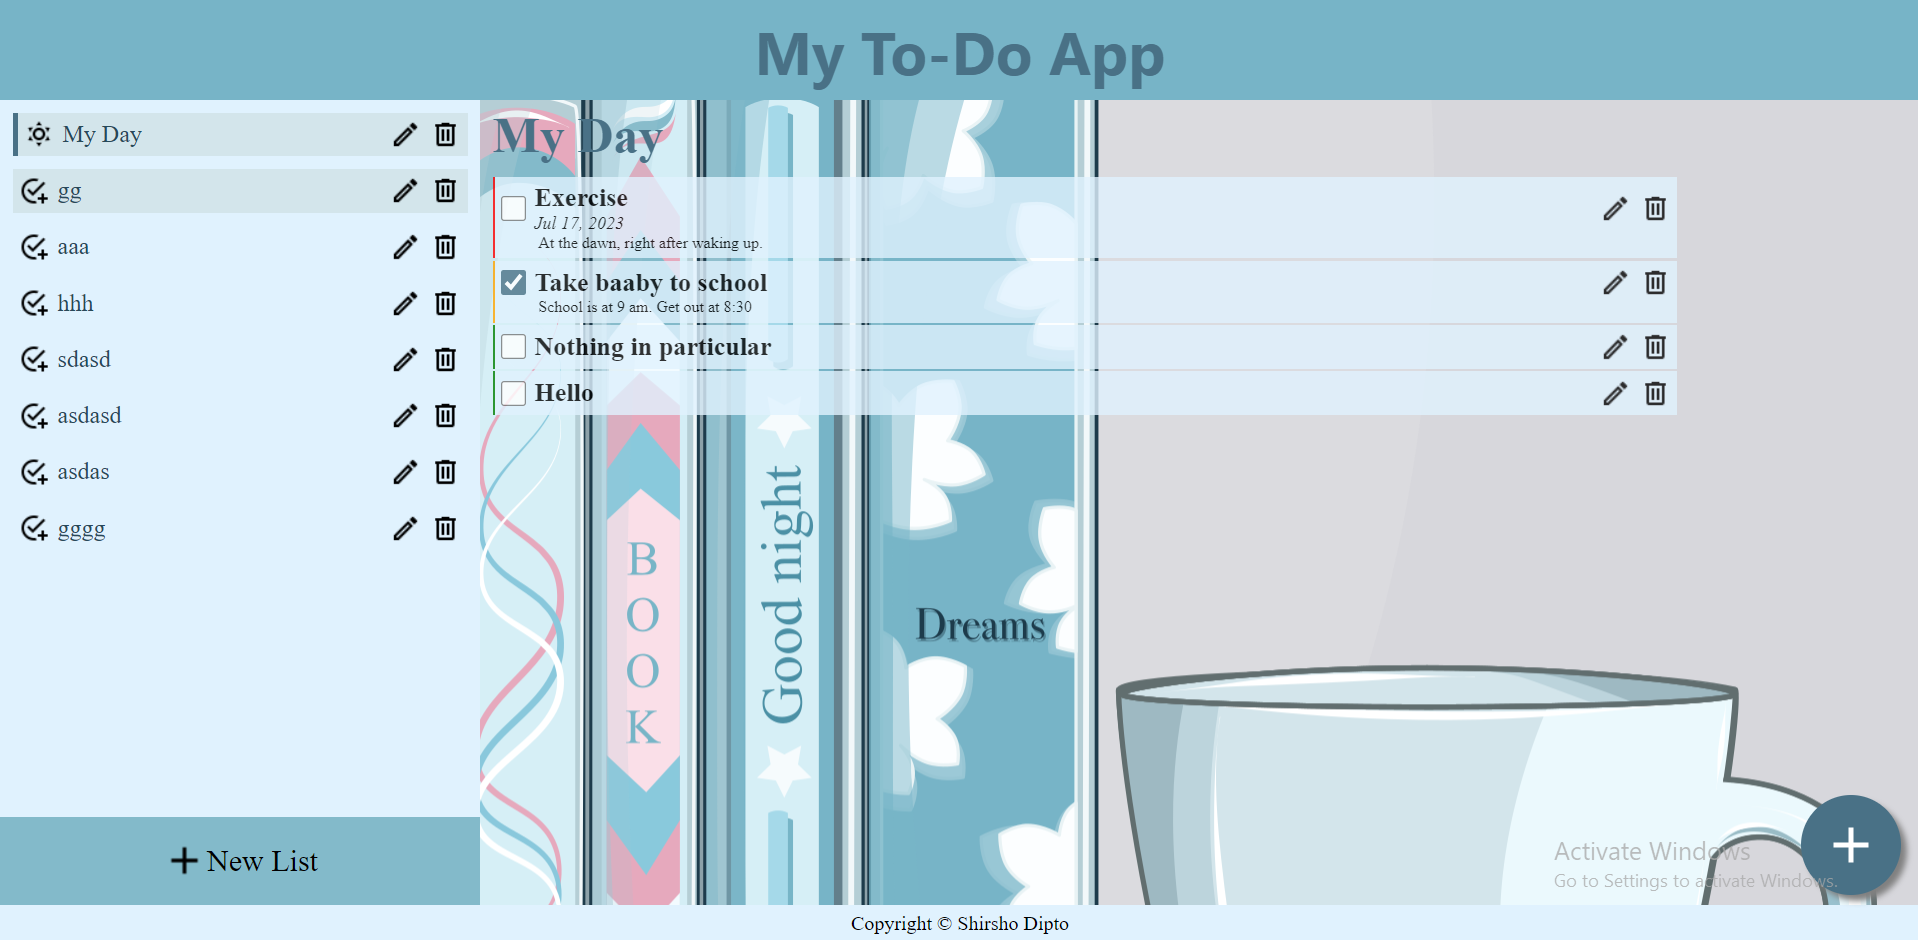 My To-Do App
My Day
gg
aaa
hhh
sdasd
asdasd
asdas
gggg
New List
My Day
Exercise
Jul 17, 2023
At the dawn, right after waking up.
Take baaby to school
School is at 9 am. Get out at 8:30
Nothing in particular
Hello
BOOK
Good night
Dreams
Activate Windows
Go to Settings to activate Windows.
Copyright © Shirsho Dipto